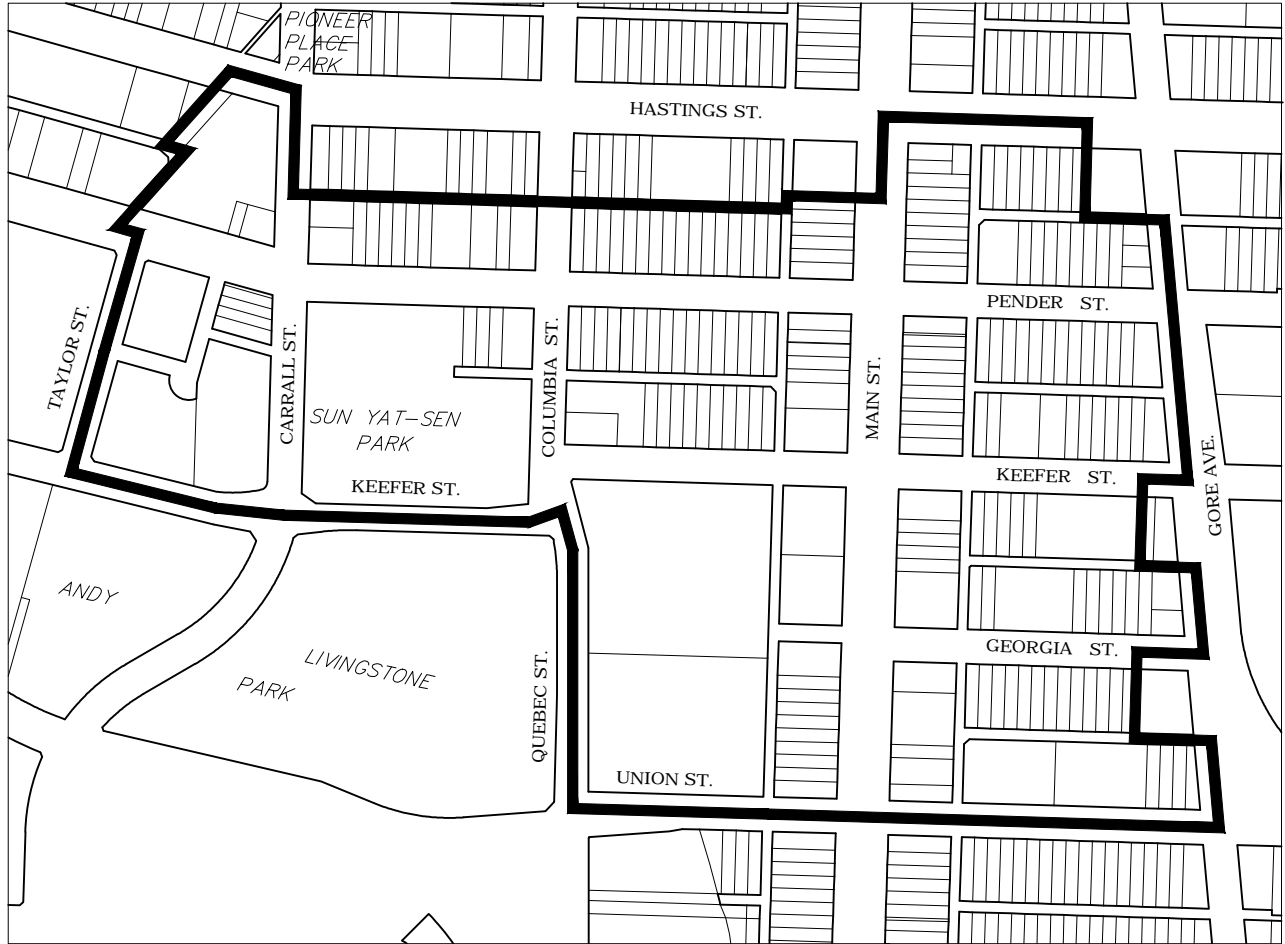 PIONEER
PLACE
PARK
HASTINGS ST.
PENDER ST.
TAYLOR ST.
CARRALL ST.
COLUMBIA ST.
MAIN ST.
SUN YAT-SEN
PARK
GORE AVE.
KEEFER ST.
KEEFER ST.
ANDY
LIVINGSTONE
PARK
GEORGIA ST.
QUEBEC ST.
UNION ST.